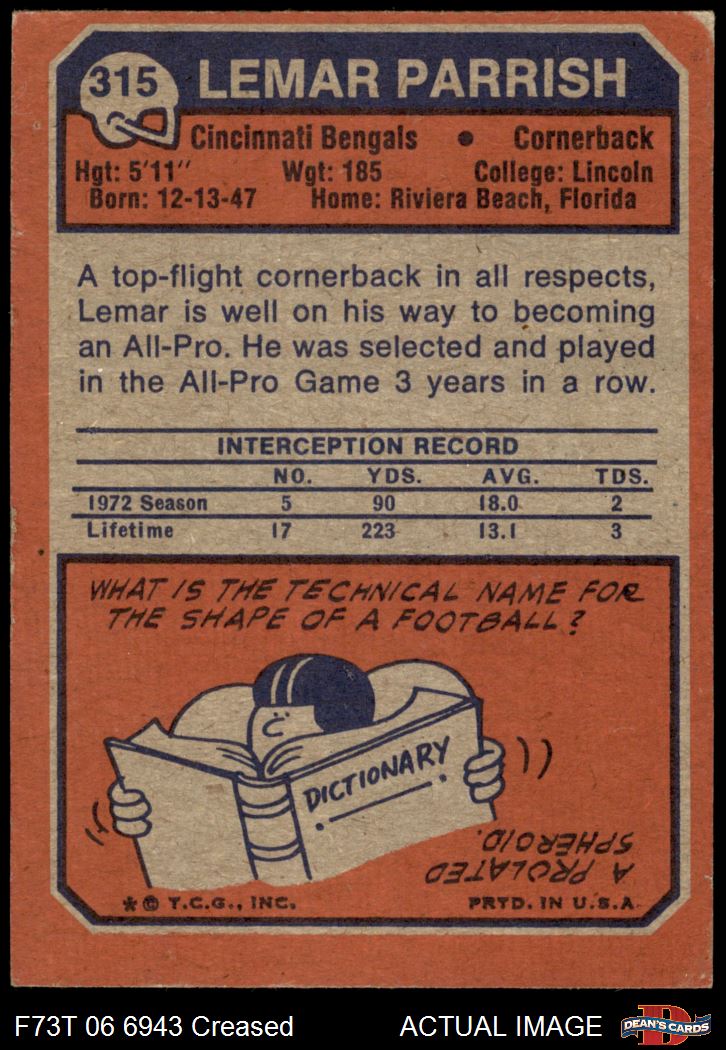 315 LEMAR PARRISH
Cincinnati Bengals • Cornerback
Hgt: 5'11" Wgt: 185 College: Lincoln
Born: 12-13-47 Home: Riviera Beach, Florida
A top-flight cornerback in all respects,
Lemar is well on his way to becoming
an All-Pro. He was selected and played
in the All-Pro Game 3 years in a row.
INTERCEPTION RECORD
NO. YDS. AVG. TDS.
1972 Season 5 90 18.0 2
Lifetime 17 223 13.1 3
WHAT IS THE TECHNICAL NAME FOR
THE SHAPE OF A FOOTBALL?
DICTIONARY
A PROLATED
SPHEROID.
* © T.C.G., INC. PRTD. IN U.S.A.
F73T 06 6943 Creased ACTUAL IMAGE
D
DEAN'S CARDS